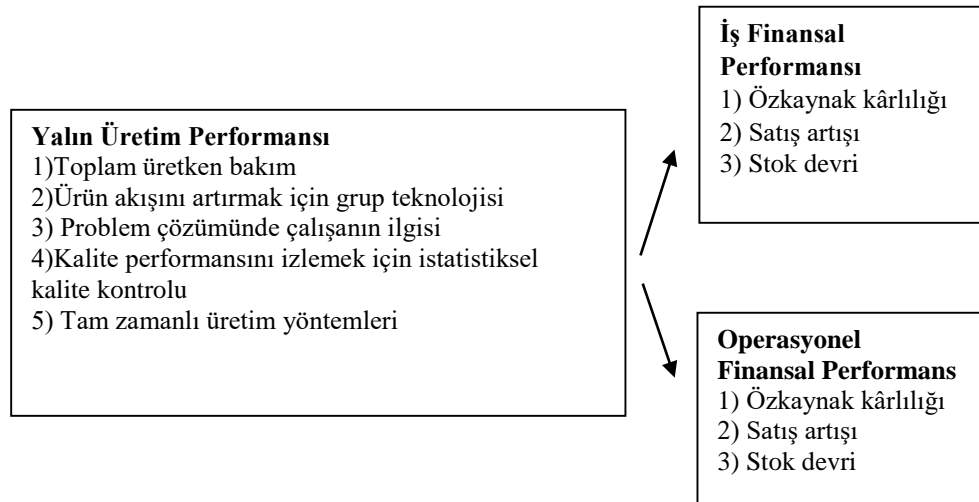 Yalın Üretim Performansı
1)Toplam üretken bakım
2)Ürün akışını artırmak için grup teknolojisi
3) Problem çözümünde çalışanın ilgisi
4)Kalite performansını izlemek için istatistiksel
kalite kontrolu
5) Tam zamanlı üretim yöntemleri
İş Finansal
Performansı
1) Özkaynak kârlılığı
2) Satış artışı
3) Stok devri
Operasyonel
Finansal Performans
1) Özkaynak kârlılığı
2) Satış artışı
3) Stok devri